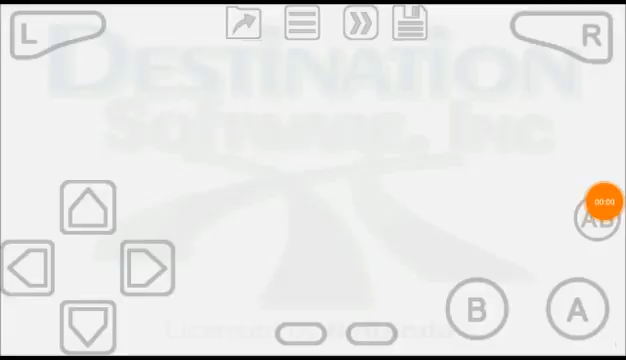 L
R
DESTINATION
SOFTWARE, INC
00:00
AB
B
A